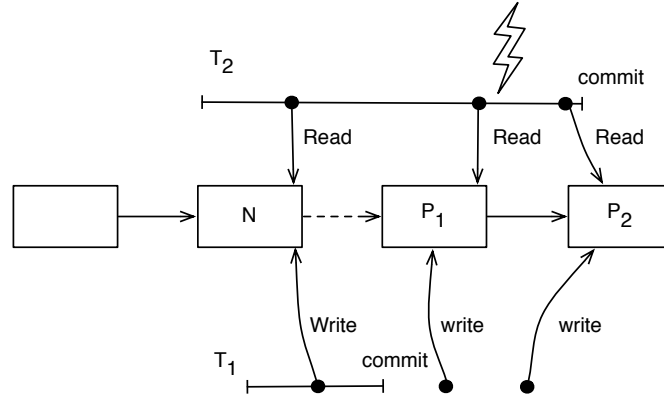 T2
commit
Read
Read
Read
N
P1
P2
Write
write
write
T1
commit